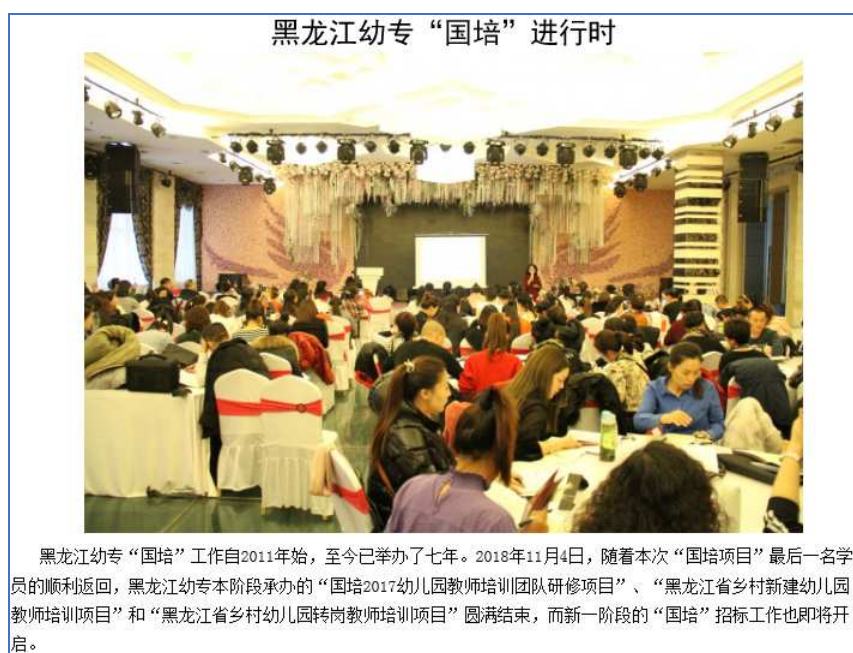 黑龙江幼专“国培”进行时
黑龙江幼专“国培”工作自2011年始，至今已举办了七年。2018年11月4日，随着本次“国培项目”最后一名学
员的顺利返回，黑龙江幼专本阶段承办的“国培2017幼儿园教师培训团队研修项目”、“黑龙江省乡村新建幼儿园
教师培训项目”和“黑龙江省乡村幼儿园转岗教师培训项目”圆满结束，而新一阶段的“国培”招标工作也即将开
启。